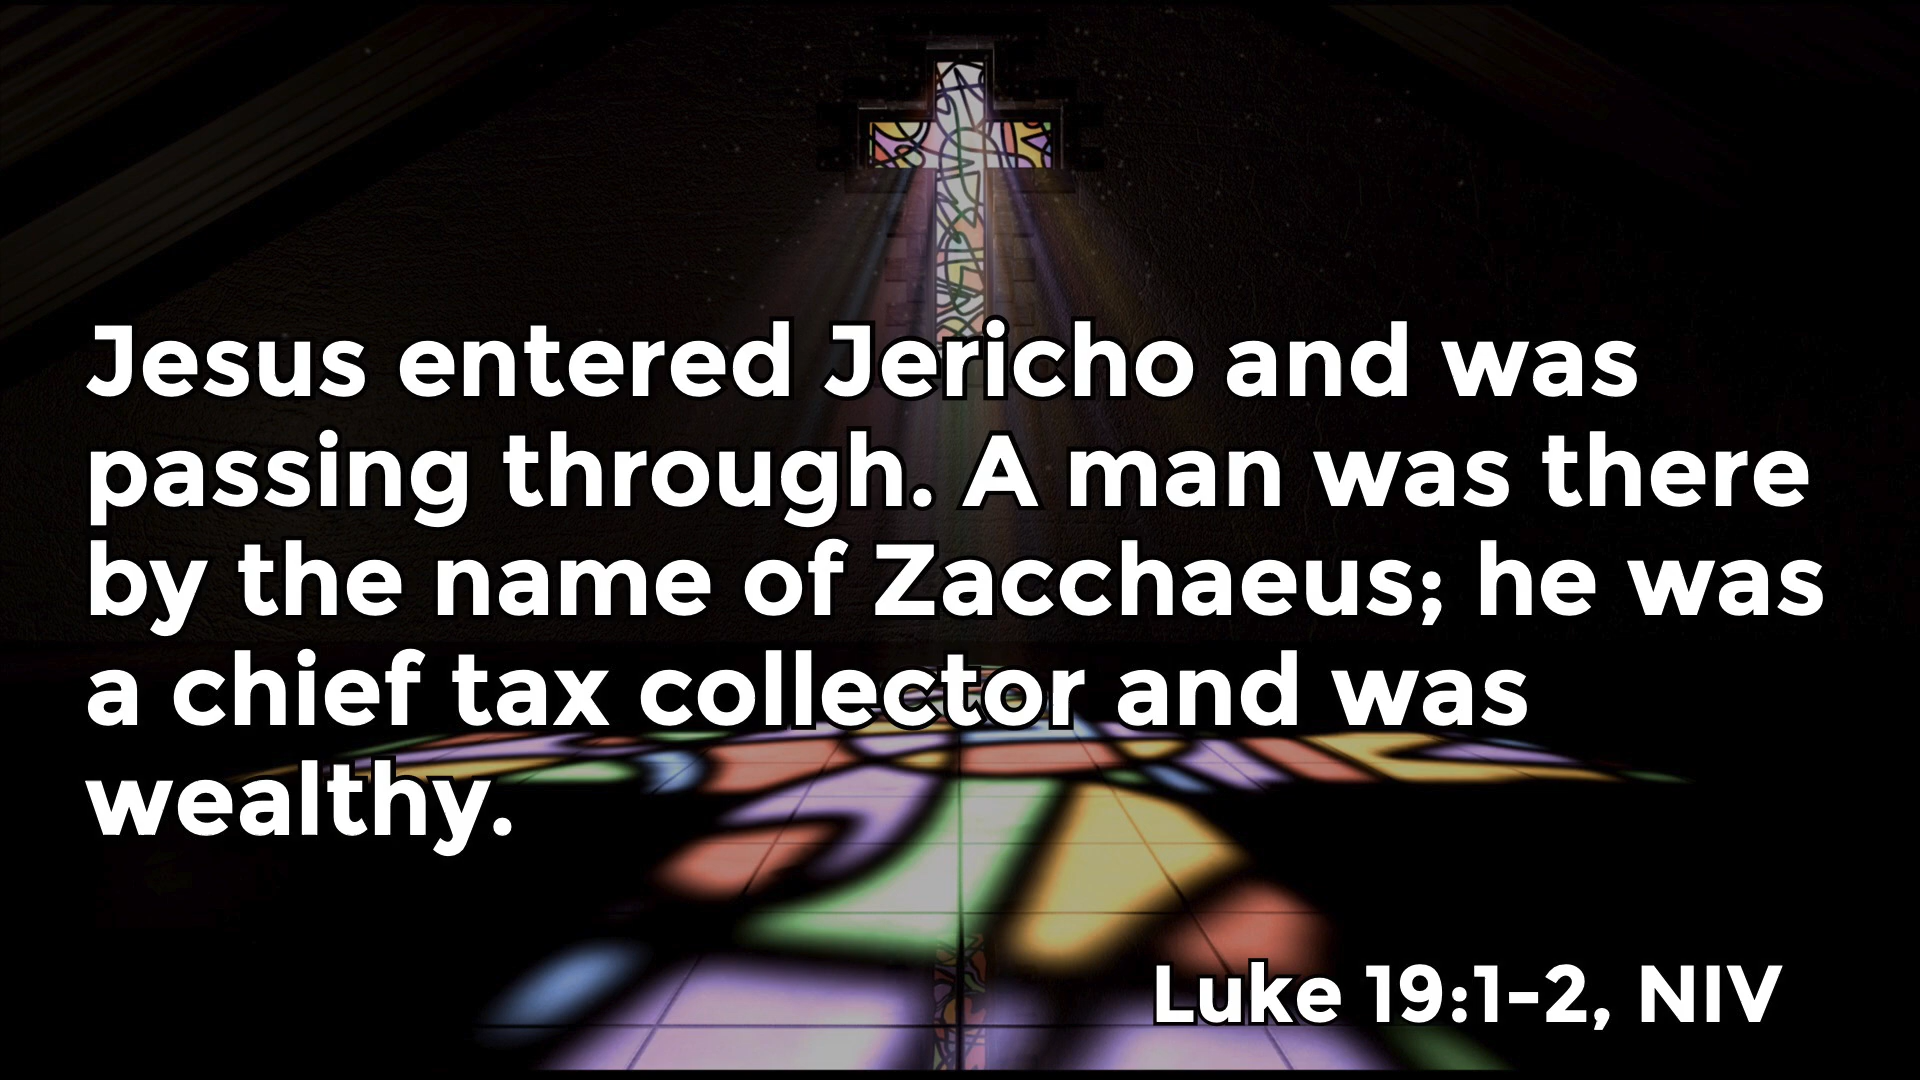 Jesus entered Jericho and was
passing through. A man was there
by the name of Zacchaeus; he was
a chief tax collector and was
wealthy.
Luke 19:1-2, NIV